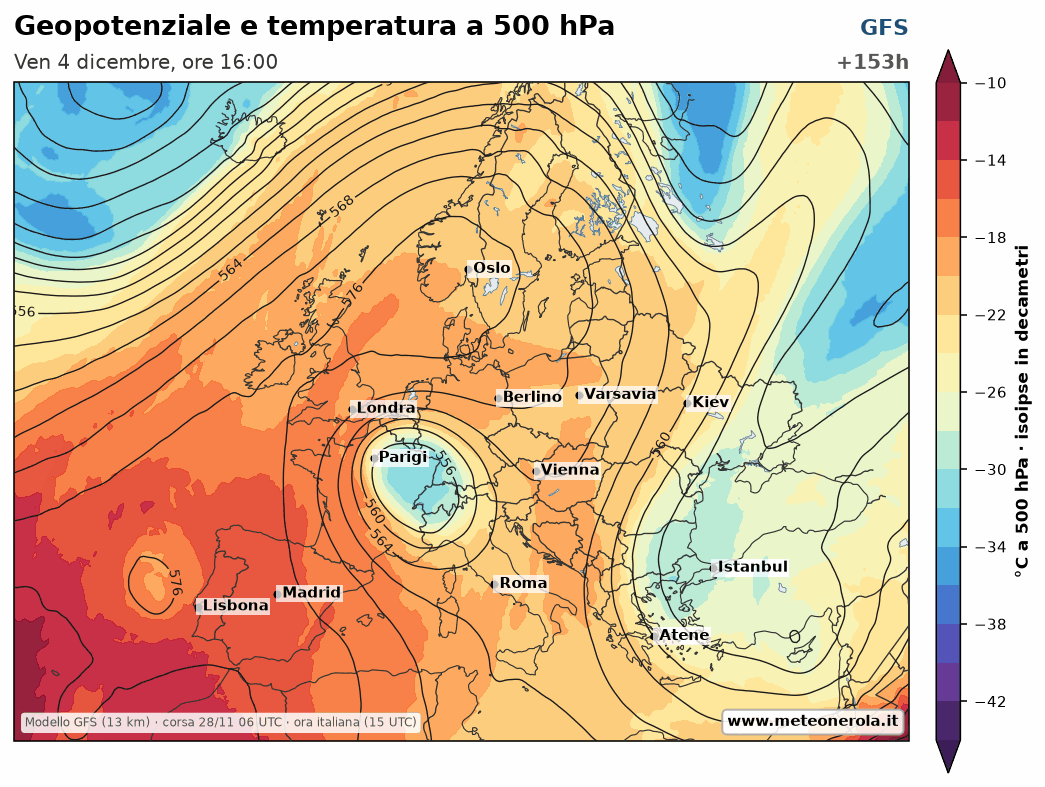 Geopotenziale e temperatura a 500 hPa
GFS
Ven 4 dicembre, ore 16:00
+153h
568
564
576
556
Oslo
Londra
Berlino
Varsavia
Kiev
Parigi
556
Vienna
560
560
564
576
Lisbona
Madrid
Roma
Istanbul
Atene
Modello GFS (13 km) · corsa 28/11 06 UTC · ora italiana (15 UTC)
www.meteonerola.it
−10
−14
−18
−22
−26
−30
−34
−38
−42
°C a 500 hPa · isoipse in decametri